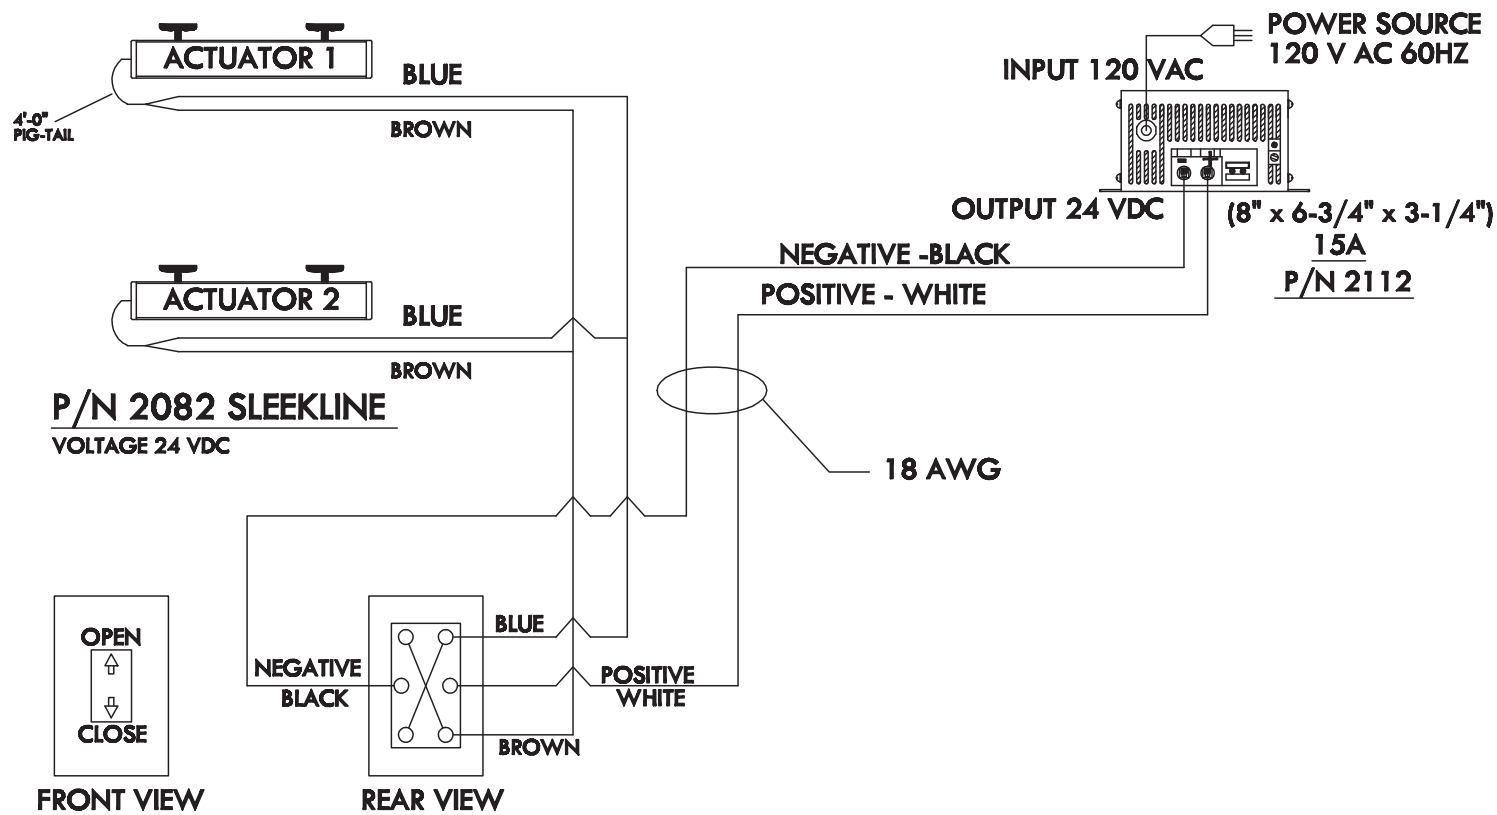 POWER SOURCE
120 V AC 60HZ
INPUT 120 VAC
ACTUATOR 1
BLUE
4'-0"
PIG-TAIL
BROWN
OUTPUT 24 VDC
(8" x 6-3/4" x 3-1/4")
15A
P/N 2112
NEGATIVE -BLACK
POSITIVE - WHITE
ACTUATOR 2
BLUE
BROWN
P/N 2082 SLEEKLINE
VOLTAGE 24 VDC
18 AWG
OPEN
CLOSE
FRONT VIEW
BLUE
NEGATIVE
BLACK
POSITIVE
WHITE
BROWN
REAR VIEW